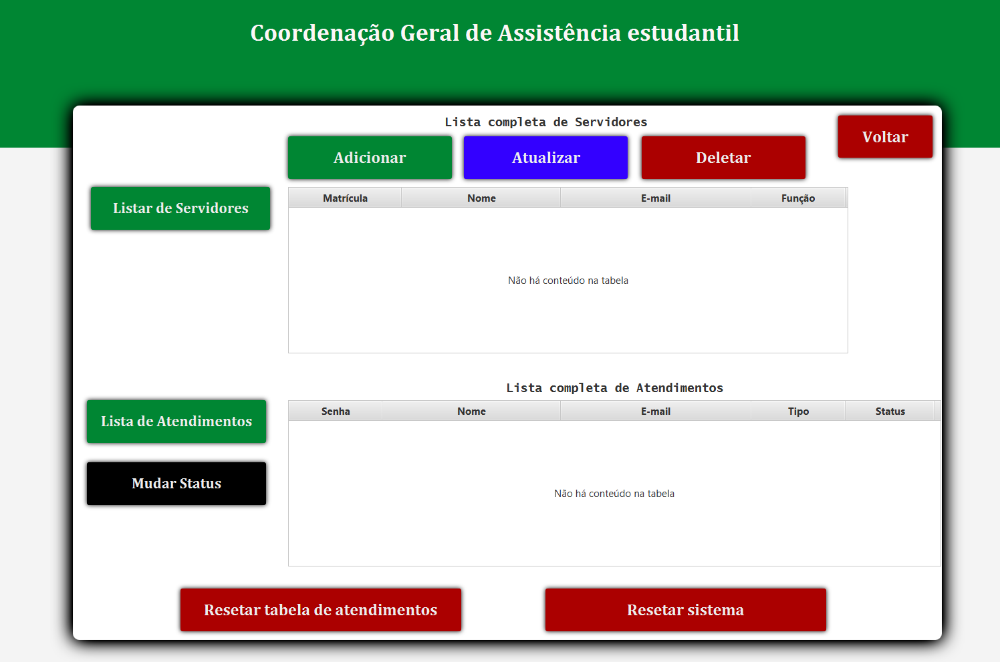 Coordenação Geral de Assistência estudantil
Lista completa de Servidores
Voltar
Adicionar Atualizar Deletar
Listar de Servidores
Matrícula Nome E-mail Função
Não há conteúdo na tabela
Lista completa de Atendimentos
Lista de Atendimentos
Senha Nome E-mail Tipo Status
Mudar Status
Não há conteúdo na tabela
Resetar tabela de atendimentos Resetar sistema